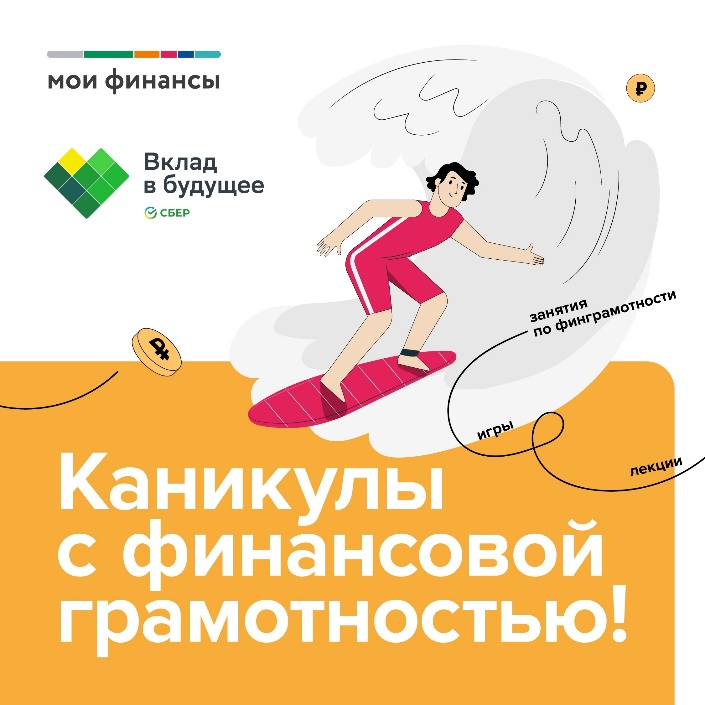 мои финансы
Вклад
в будущее
СБЕР
₽
занятия
по финграмотности
₽
игры
лекции
Каникулы
с финансовой
грамотностью!